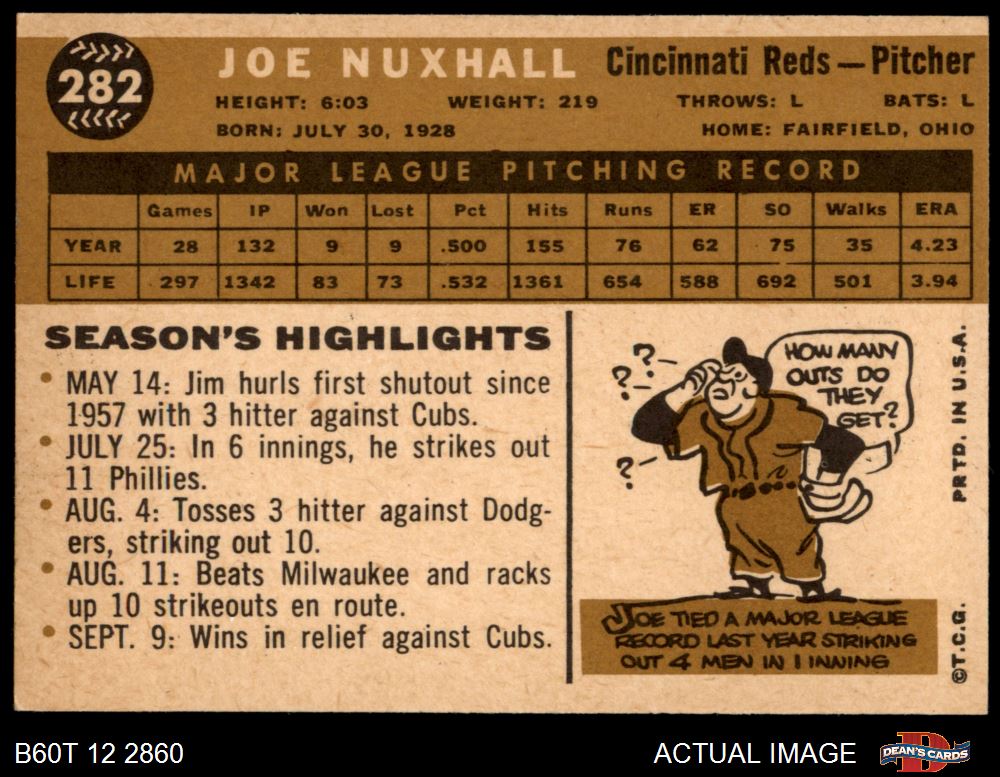 282
JOE NUXHALL Cincinnati Reds — Pitcher
HEIGHT: 6:03 WEIGHT: 219 THROWS: L BATS: L
BORN: JULY 30, 1928 HOME: FAIRFIELD, OHIO
MAJOR LEAGUE PITCHING RECORD
Games IP Won Lost Pct Hits Runs ER SO Walks ERA
YEAR 28 132 9 9 .500 155 76 62 75 35 4.23
LIFE 297 1342 83 73 .532 1361 654 588 692 501 3.94
SEASON'S HIGHLIGHTS
• MAY 14: Jim hurls first shutout since
1957 with 3 hitter against Cubs.
• JULY 25: In 6 innings, he strikes out
11 Phillies.
• AUG. 4: Tosses 3 hitter against Dodg-
ers, striking out 10.
• AUG. 11: Beats Milwaukee and racks
up 10 strikeouts en route.
• SEPT. 9: Wins in relief against Cubs.
?
?
?
HOW MANY
OUTS DO
THEY
GET?
JOE TIED A MAJOR LEAGUE
RECORD LAST YEAR STRIKING
OUT 4 MEN IN 1 INNING
©T.C.G. PRTD. IN U.S.A.
B60T 12 2860 ACTUAL IMAGE
D
DEAN'S CARDS